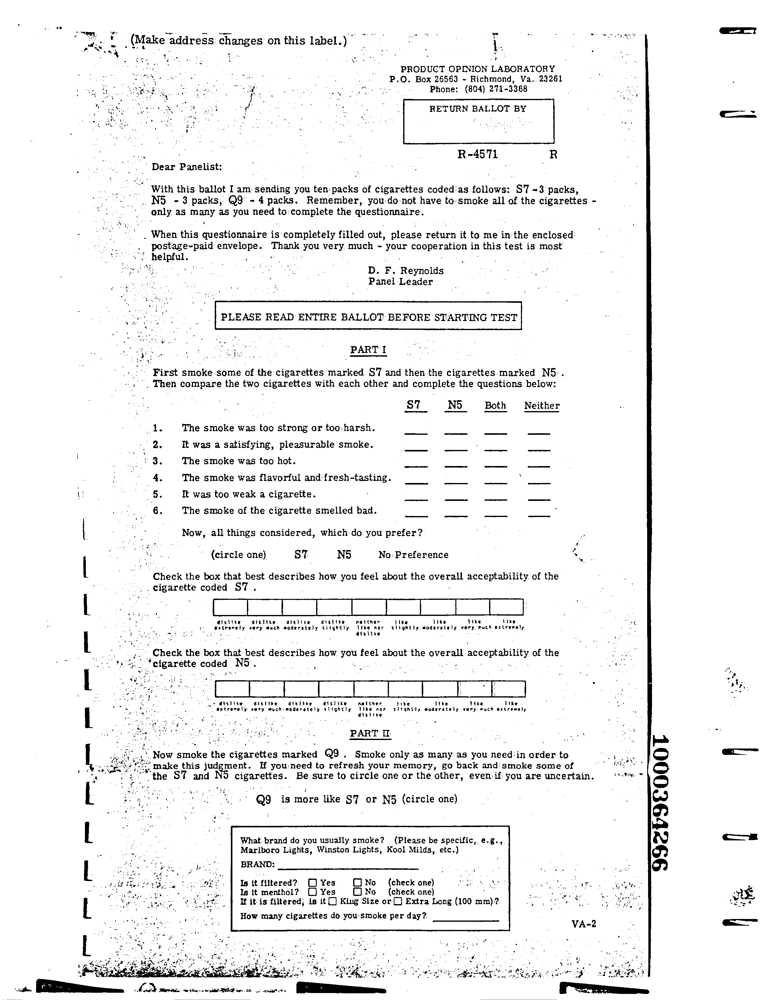 (Make address changes on this label.)
PRODUCT OPINION LABORATORY
P.O. Box 26563 - Richmond, Va. 23261
Phone: (804) 271-3368
RETURN BALLOT BY
R-4571 R
Dear Panelist:
With this ballot I am sending you ten packs of cigarettes coded as follows: S7 - 3 packs,
N5 - 3 packs, Q9 - 4 packs. Remember, you do not have to smoke all of the cigarettes -
only as many as you need to complete the questionnaire.
When this questionnaire is completely filled out, please return it to me in the enclosed
postage-paid envelope. Thank you very much - your cooperation in this test is most
helpful.
D. F. Reynolds
Panel Leader
PLEASE READ ENTIRE BALLOT BEFORE STARTING TEST
PART I
First smoke some of the cigarettes marked S7 and then the cigarettes marked N5 .
Then compare the two cigarettes with each other and complete the questions below:
S7 N5 Both Neither
1. The smoke was too strong or too harsh.
2. It was a satisfying, pleasurable smoke.
3. The smoke was too hot.
4. The smoke was flavorful and fresh-tasting.
5. It was too weak a cigarette.
6. The smoke of the cigarette smelled bad.
Now, all things considered, which do you prefer?
(circle one) S7 N5 No Preference
Check the box that best describes how you feel about the overall acceptability of the
cigarette coded S7 .
dislike dislike dislike dislike neither like like like like
extremely very much moderately slightly like nor slightly moderately very much extremely
dislike
Check the box that best describes how you feel about the overall acceptability of the
cigarette coded N5 .
dislike dislike dislike dislike neither like like like like
extremely very much moderately slightly like nor slightly moderately very much extremely
dislike
PART II
Now smoke the cigarettes marked Q9 . Smoke only as many as you need in order to
make this judgment. If you need to refresh your memory, go back and smoke some of
the S7 and N5 cigarettes. Be sure to circle one or the other, even if you are uncertain.
Q9 is more like S7 or N5 (circle one)
What brand do you usually smoke? (Please be specific, e.g.,
Marlboro Lights, Winston Lights, Kool Milds, etc.)
BRAND:
Is it filtered? Yes No (check one)
Is it menthol? Yes No (check one)
If it is filtered, is it King Size or Extra Long (100 mm)?
How many cigarettes do you smoke per day?
VA-2
1000364266